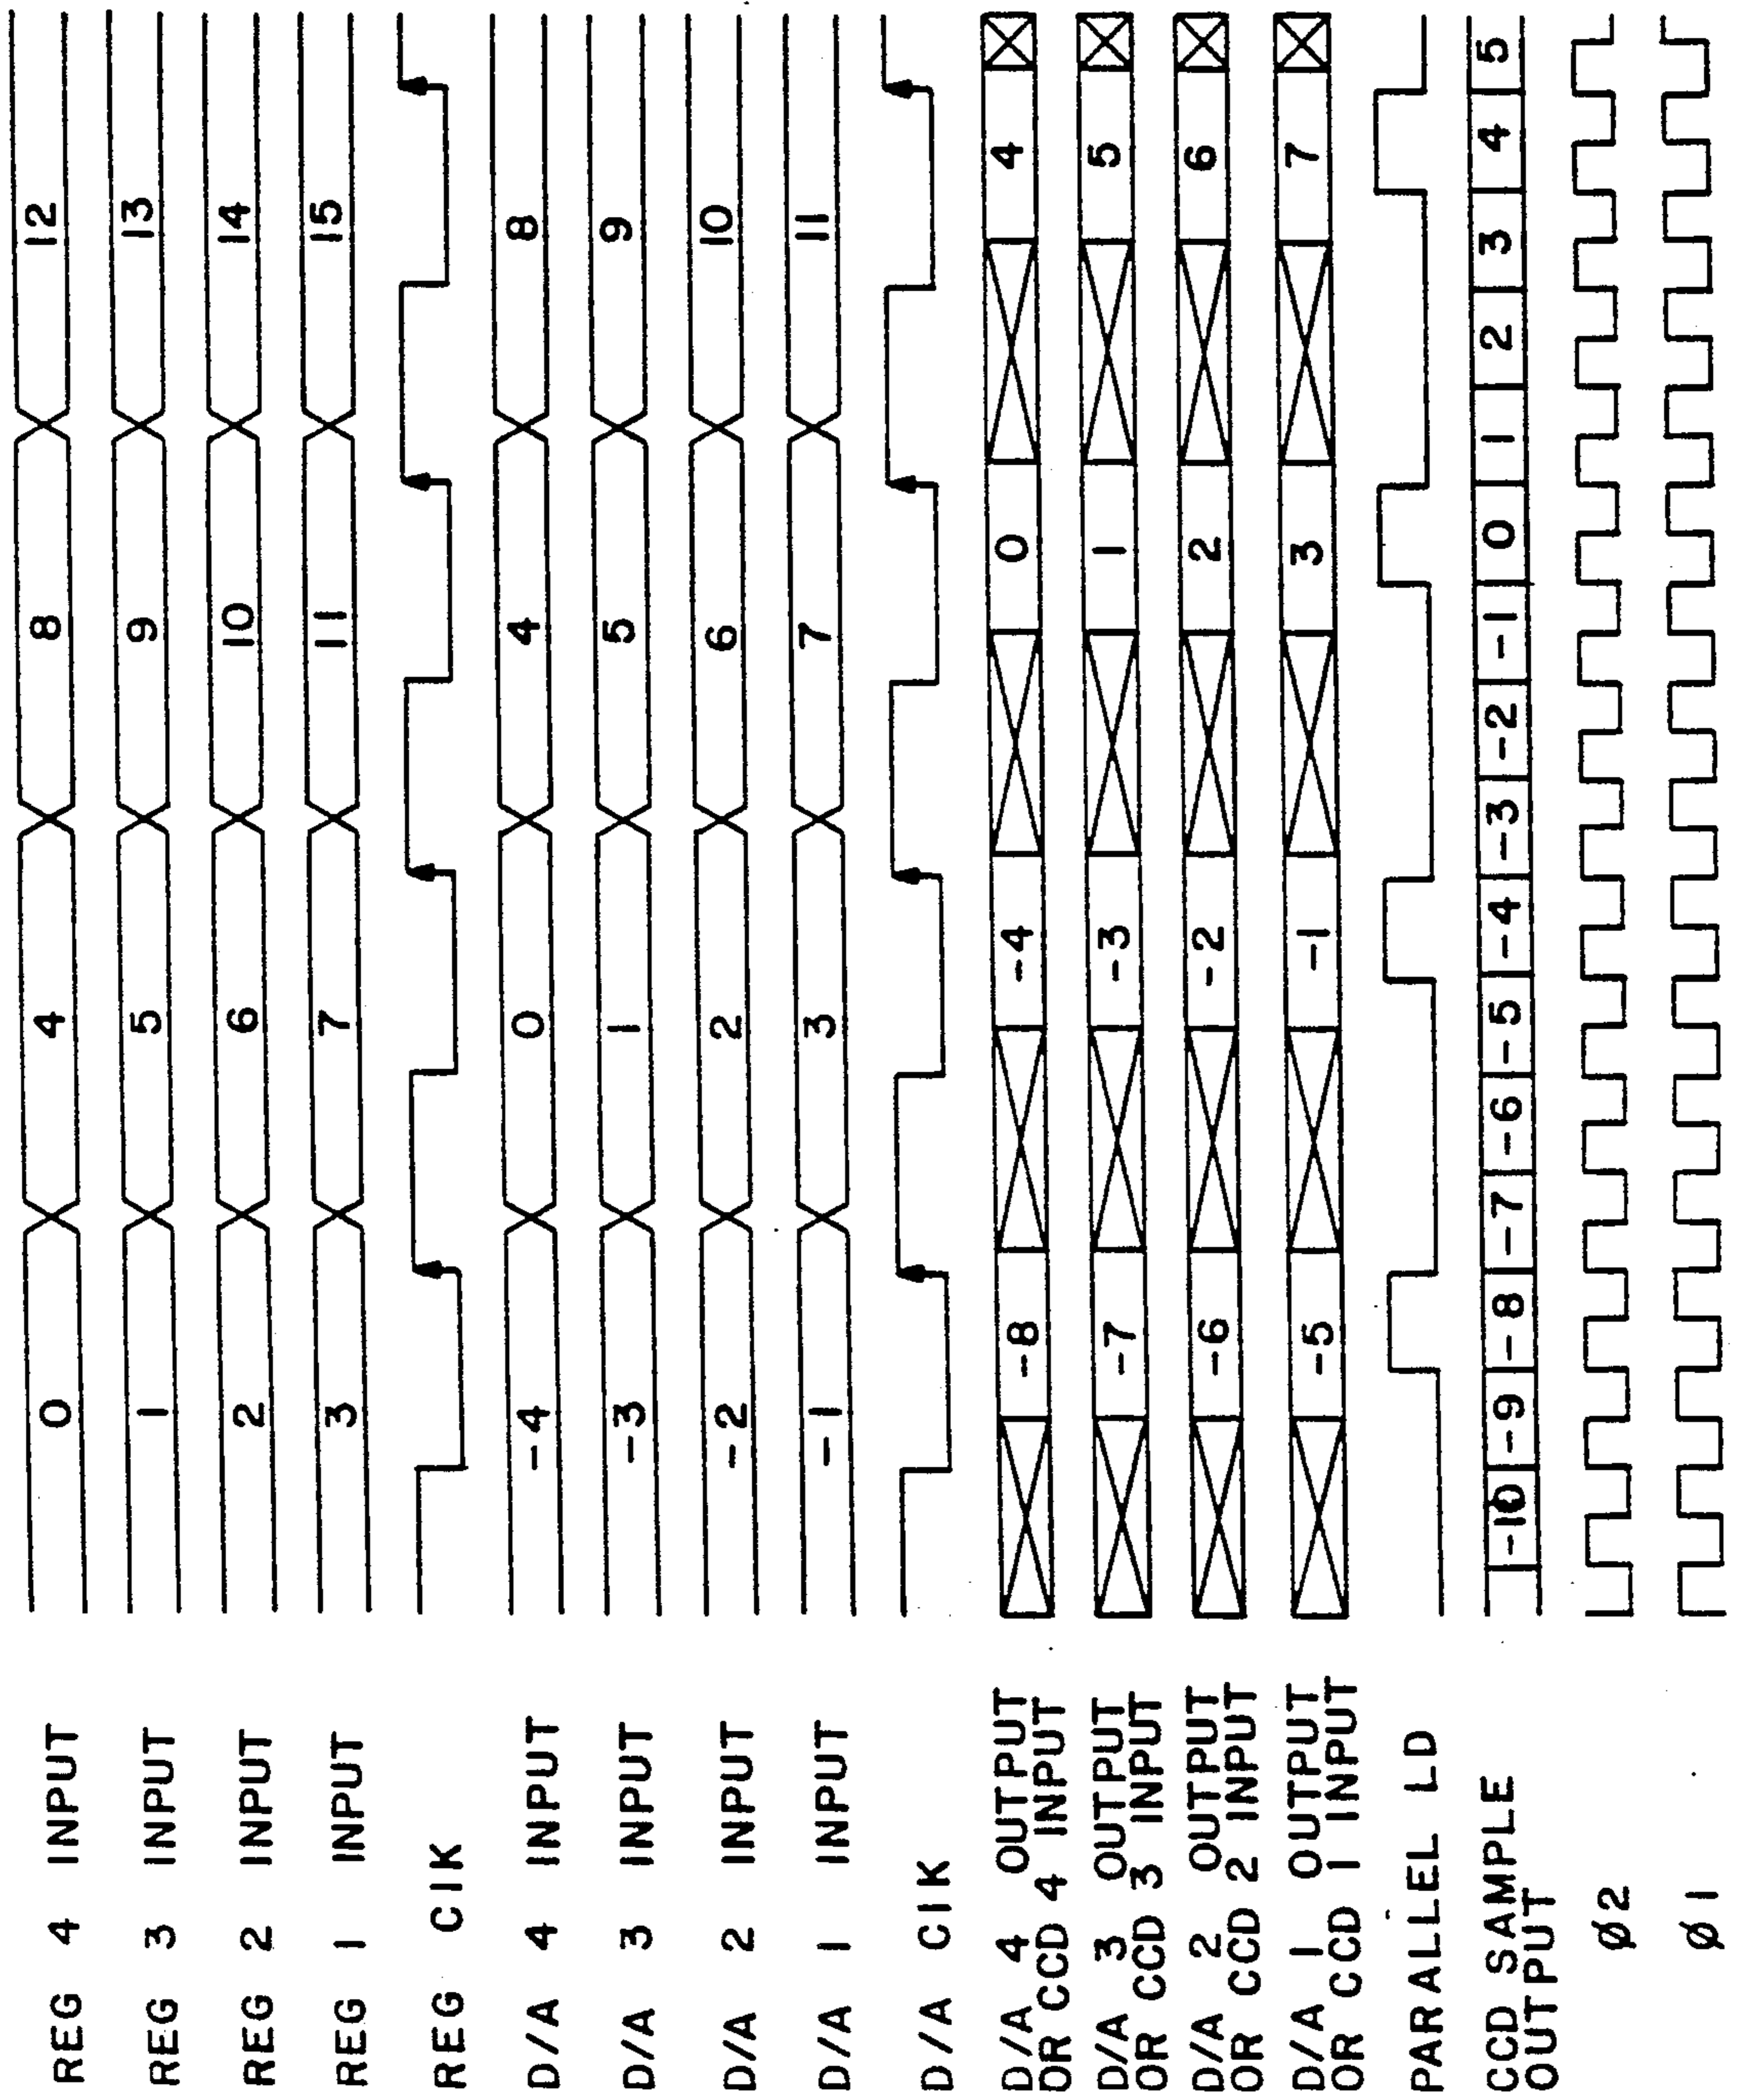 REG 4 INPUT 0 4 8 12
REG 3 INPUT 1 5 9 13
REG 2 INPUT 2 6 10 14
REG 1 INPUT 3 7 11 15
REG CIK
D/A 4 INPUT -4 0 4 8
D/A 3 INPUT -3 1 5 9
D/A 2 INPUT -2 2 6 10
D/A 1 INPUT -1 3 7 11
D/A CIK
D/A 4 OUTPUT
OR CCD 4 INPUT -8 -4 0 4
D/A 3 OUTPUT
OR CCD 3 INPUT -7 -3 1 5
D/A 2 OUTPUT
OR CCD 2 INPUT -6 -2 2 6
D/A 1 OUTPUT
OR CCD 1 INPUT -5 -1 3 7
PARALLEL LD
CCD SAMPLE
OUTPUT -10 -9 -8 -7 -6 -5 -4 -3 -2 -1 0 1 2 3 4 5
Ø2
Ø1